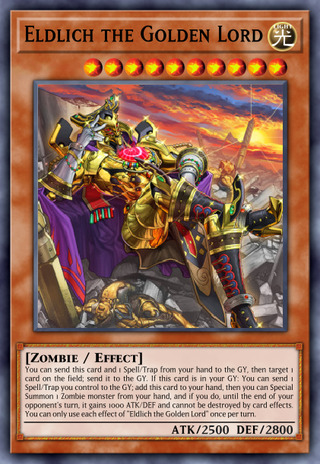 Eldlich the Golden Lord
LIGHT
光
[Zombie / Effect]
You can send this card and 1 Spell/Trap from your hand to the GY, then target 1
card on the field; send it to the GY. If this card is in your GY: You can send 1
Spell/Trap you control to the GY; add this card to your hand, then you can Special
Summon 1 Zombie monster from your hand, and if you do, until the end of your
opponent's turn, it gains 1000 ATK/DEF and cannot be destroyed by card effects.
You can only use each effect of "Eldlich the Golden Lord" once per turn.
ATK/2500 DEF/2800